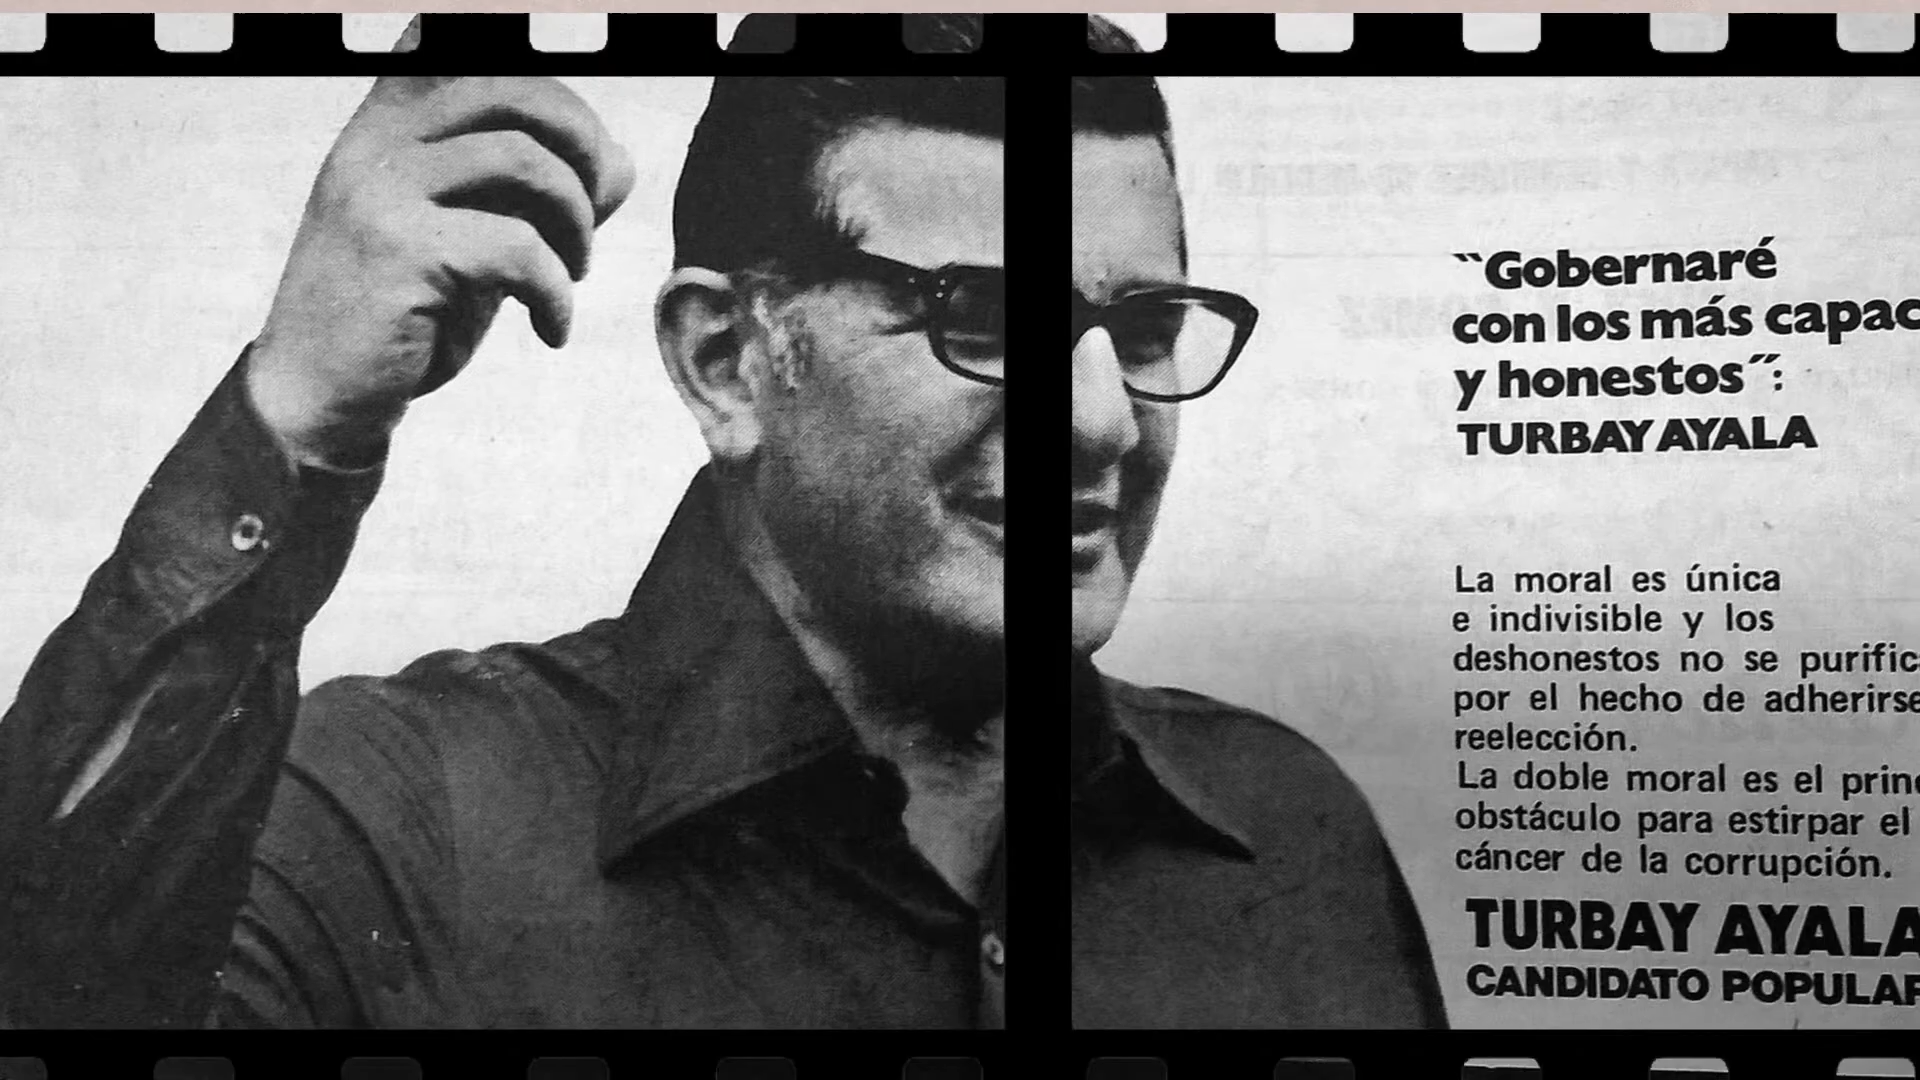 “Gobernaré
con los más capac
y honestos”:
TURBAY AYALA
La moral es única
e indivisible y los
deshonestos no se purific
por el hecho de adherirse
reelección.
La doble moral es el princ
obstáculo para estirpar el
cáncer de la corrupción.
TURBAY AYALA
CANDIDATO POPULAR